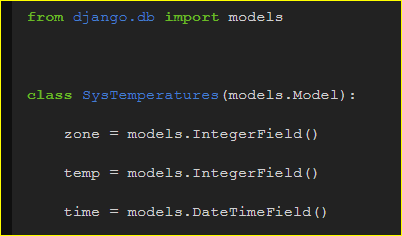 from django.db import models
class SysTemperatures(models.Model):
zone = models.IntegerField()
temp = models.IntegerField()
time = models.DateTimeField()